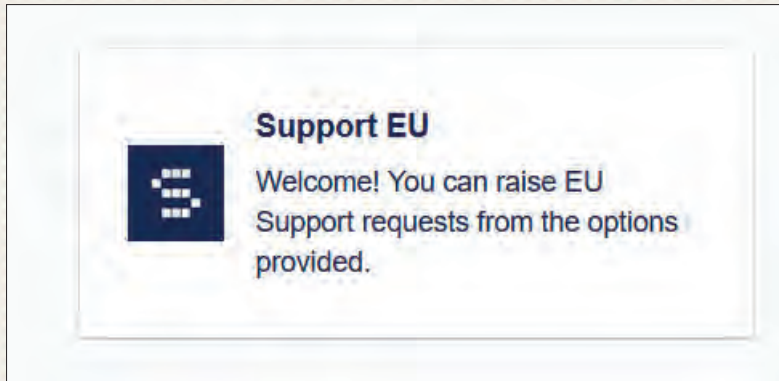 Support EU
Welcome! You can raise EU
Support requests from the options
provided.